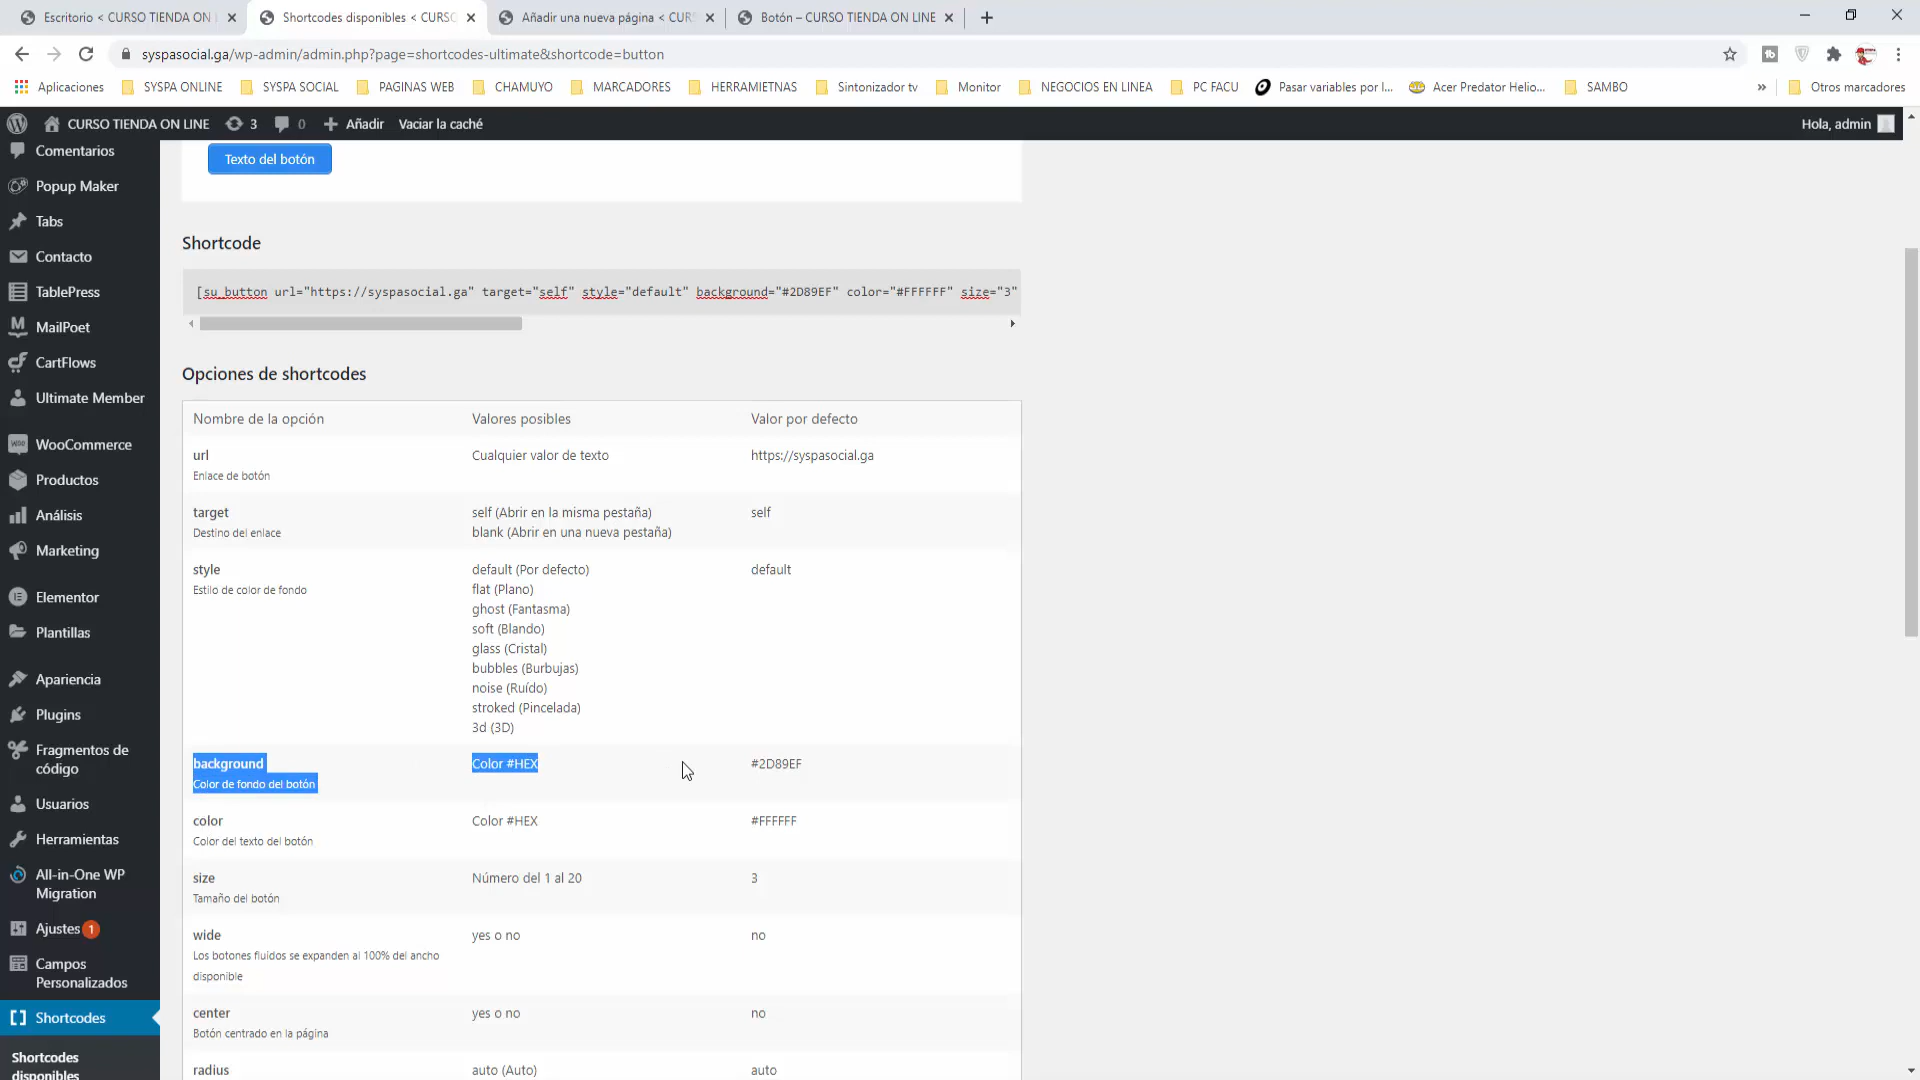 Escritorio < CURSO TIENDA ON L
Shortcodes disponibles < CURSO
Añadir una nueva página < CUR
Botón – CURSO TIENDA ON LINE
syspasocial.ga/wp-admin/admin.php?page=shortcodes-ultimate&shortcode=button
Aplicaciones
SYSPA ONLINE
SYSPA SOCIAL
PAGINAS WEB
CHAMUYO
MARCADORES
HERRAMIETNAS
Sintonizador tv
Monitor
NEGOCIOS EN LINEA
PC FACU
Pasar variables por l...
Acer Predator Helio...
SAMBO
»
Otros marcadores
CURSO TIENDA ON LINE
3
0
Añadir
Vaciar la caché
Hola, admin
Comentarios
Popup Maker
Tabs
Contacto
TablePress
MailPoet
CartFlows
Ultimate Member
WooCommerce
Productos
Análisis
Marketing
Elementor
Plantillas
Apariencia
Plugins
Fragmentos de
código
Usuarios
Herramientas
All-in-One WP
Migration
Ajustes 1
Campos
Personalizados
Shortcodes
Shortcodes
disponibles
Texto del botón
Shortcode
[su_button url="https://syspasocial.ga" target="self" style="default" background="#2D89EF" color="#FFFFFF" size="3"
Opciones de shortcodes
Nombre de la opción Valores posibles Valor por defecto
url Cualquier valor de texto https://syspasocial.ga
Enlace de botón
target self (Abrir en la misma pestaña) self
Destino del enlace blank (Abrir en una nueva pestaña)
style default (Por defecto) default
Estilo de color de fondo flat (Plano)
ghost (Fantasma)
soft (Blando)
glass (Cristal)
bubbles (Burbujas)
noise (Ruído)
stroked (Pincelada)
3d (3D)
background Color #HEX #2D89EF
Color de fondo del botón
color Color #HEX #FFFFFF
Color del texto del botón
size Número del 1 al 20 3
Tamaño del botón
wide yes o no no
Los botones fluidos se expanden al 100% del ancho
disponible
center yes o no no
Botón centrado en la página
radius auto (Auto) auto